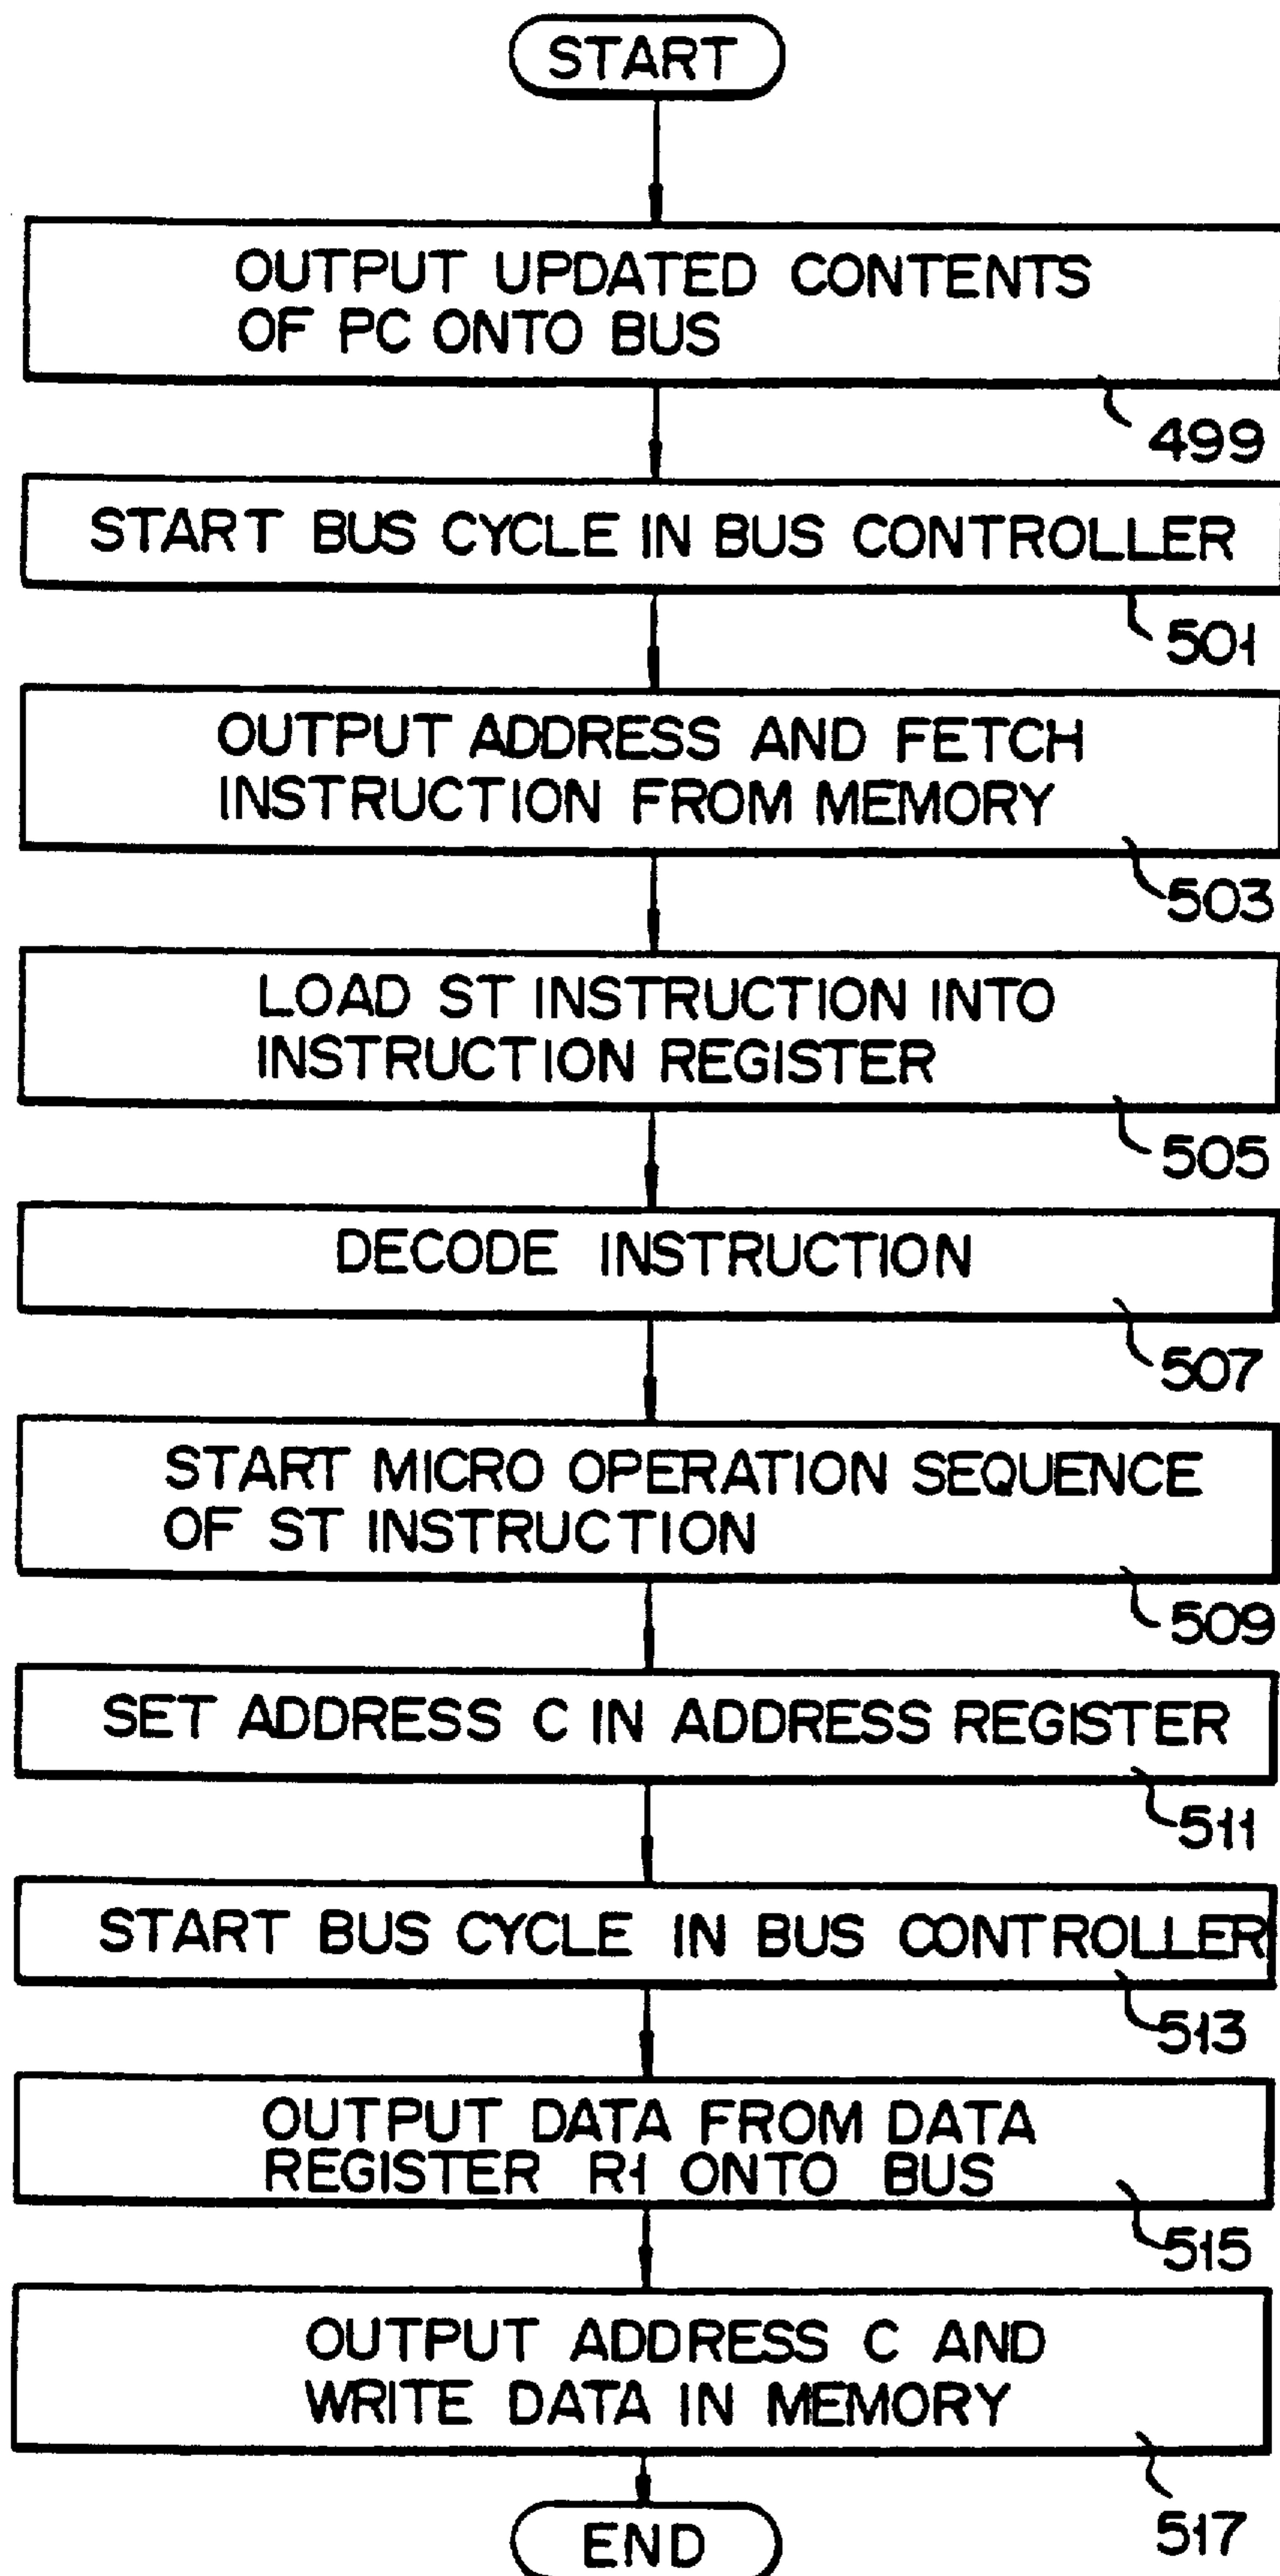 START
OUTPUT UPDATED CONTENTS
OF PC ONTO BUS
499
START BUS CYCLE IN BUS CONTROLLER
501
OUTPUT ADDRESS AND FETCH
INSTRUCTION FROM MEMORY
503
LOAD ST INSTRUCTION INTO
INSTRUCTION REGISTER
505
DECODE INSTRUCTION
507
START MICRO OPERATION SEQUENCE
OF ST INSTRUCTION
509
SET ADDRESS C IN ADDRESS REGISTER
511
START BUS CYCLE IN BUS CONTROLLER
513
OUTPUT DATA FROM DATA
REGISTER R1 ONTO BUS
515
OUTPUT ADDRESS C AND
WRITE DATA IN MEMORY
517
END